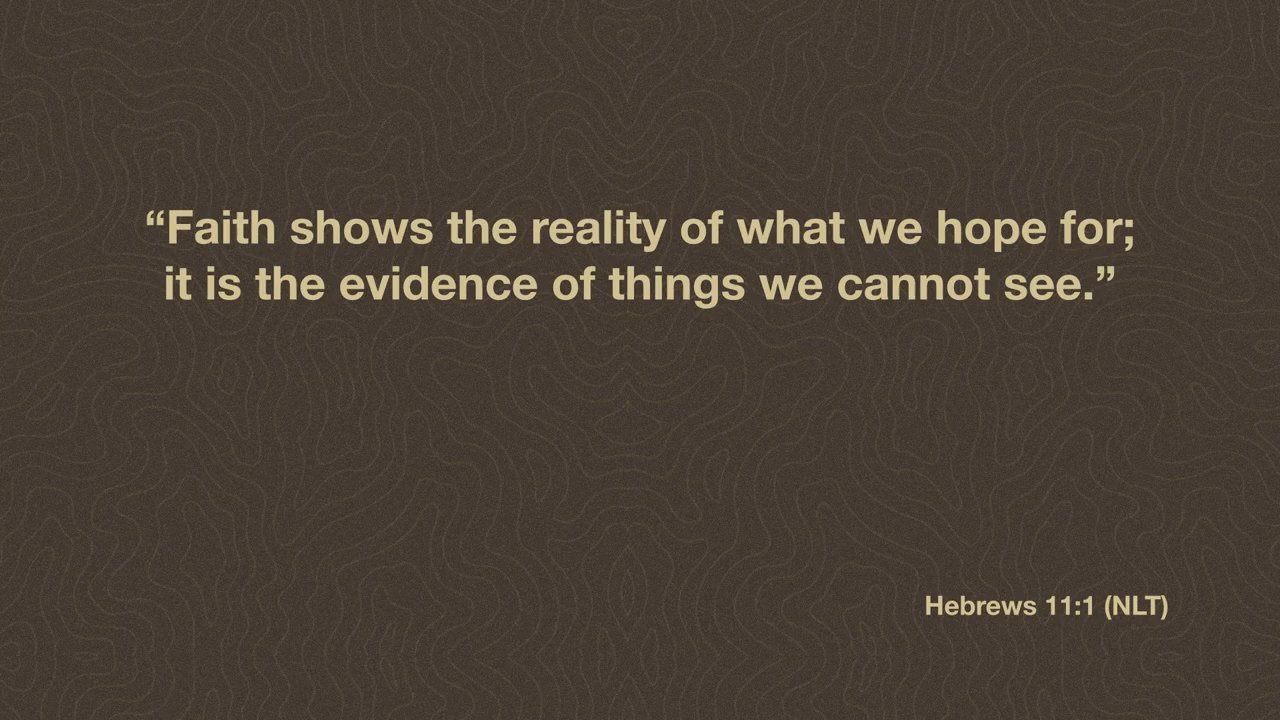 “Faith shows the reality of what we hope for;
it is the evidence of things we cannot see.”
Hebrews 11:1 (NLT)